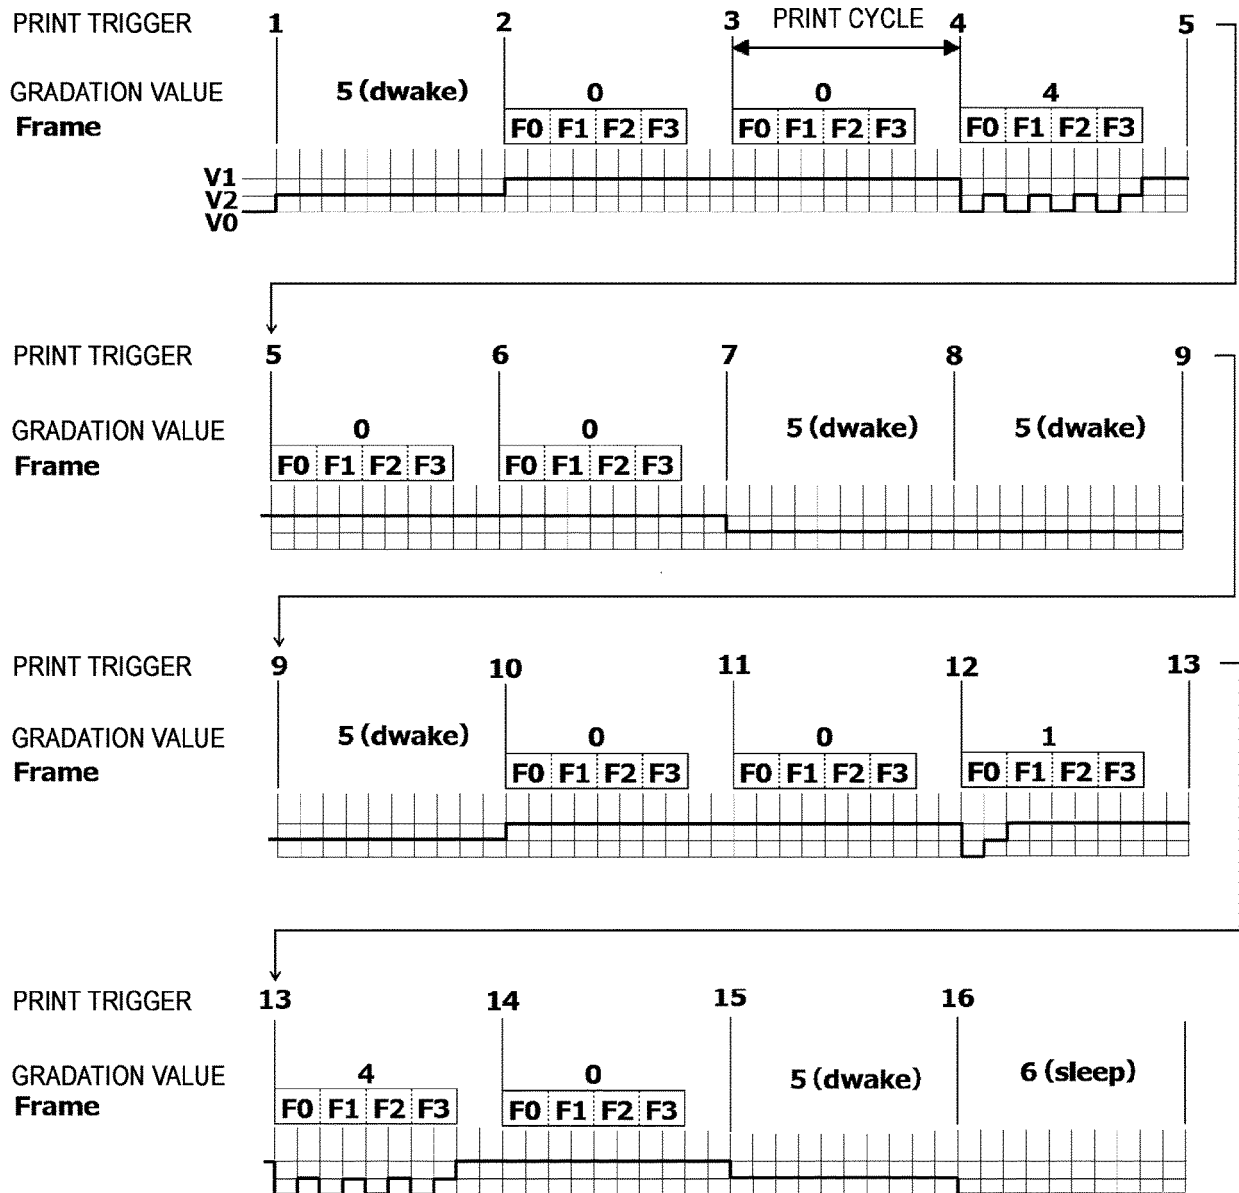 PRINT TRIGGER 1 2 3 PRINT CYCLE 4 5
GRADATION VALUE 5 (dwake) 0 0 4
Frame F0 F1 F2 F3 F0 F1 F2 F3 F0 F1 F2 F3
V1
V2
V0
PRINT TRIGGER 5 6 7 8 9
GRADATION VALUE 0 0 5 (dwake) 5 (dwake)
Frame F0 F1 F2 F3 F0 F1 F2 F3
PRINT TRIGGER 9 10 11 12 13
GRADATION VALUE 5 (dwake) 0 0 1
Frame F0 F1 F2 F3 F0 F1 F2 F3 F0 F1 F2 F3
PRINT TRIGGER 13 14 15 16
GRADATION VALUE 4 0 5 (dwake) 6 (sleep)
Frame F0 F1 F2 F3 F0 F1 F2 F3